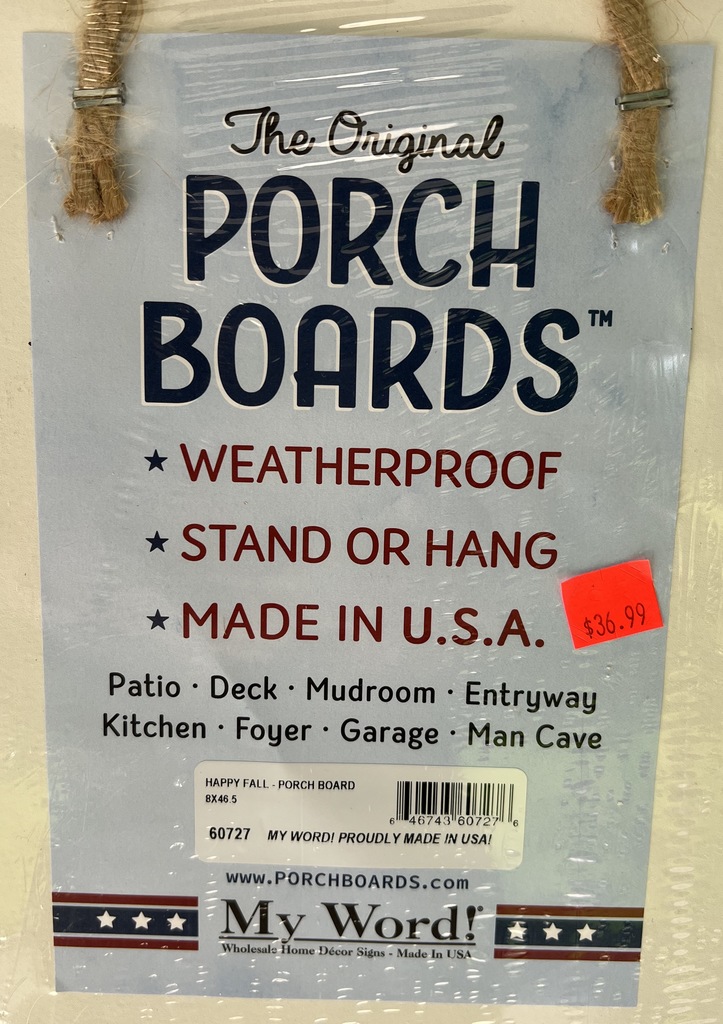 The Original
PORCH
BOARDS™
★ WEATHERPROOF
★ STAND OR HANG
★ MADE IN U.S.A.
$36.99
Patio · Deck · Mudroom · Entryway
Kitchen · Foyer · Garage · Man Cave
HAPPY FALL - PORCH BOARD
8X46.5
6 46743 60727 6
60727 MY WORD! PROUDLY MADE IN USA!
www.PORCHBOARDS.com
My Word!®
Wholesale Home Décor Signs - Made In USA